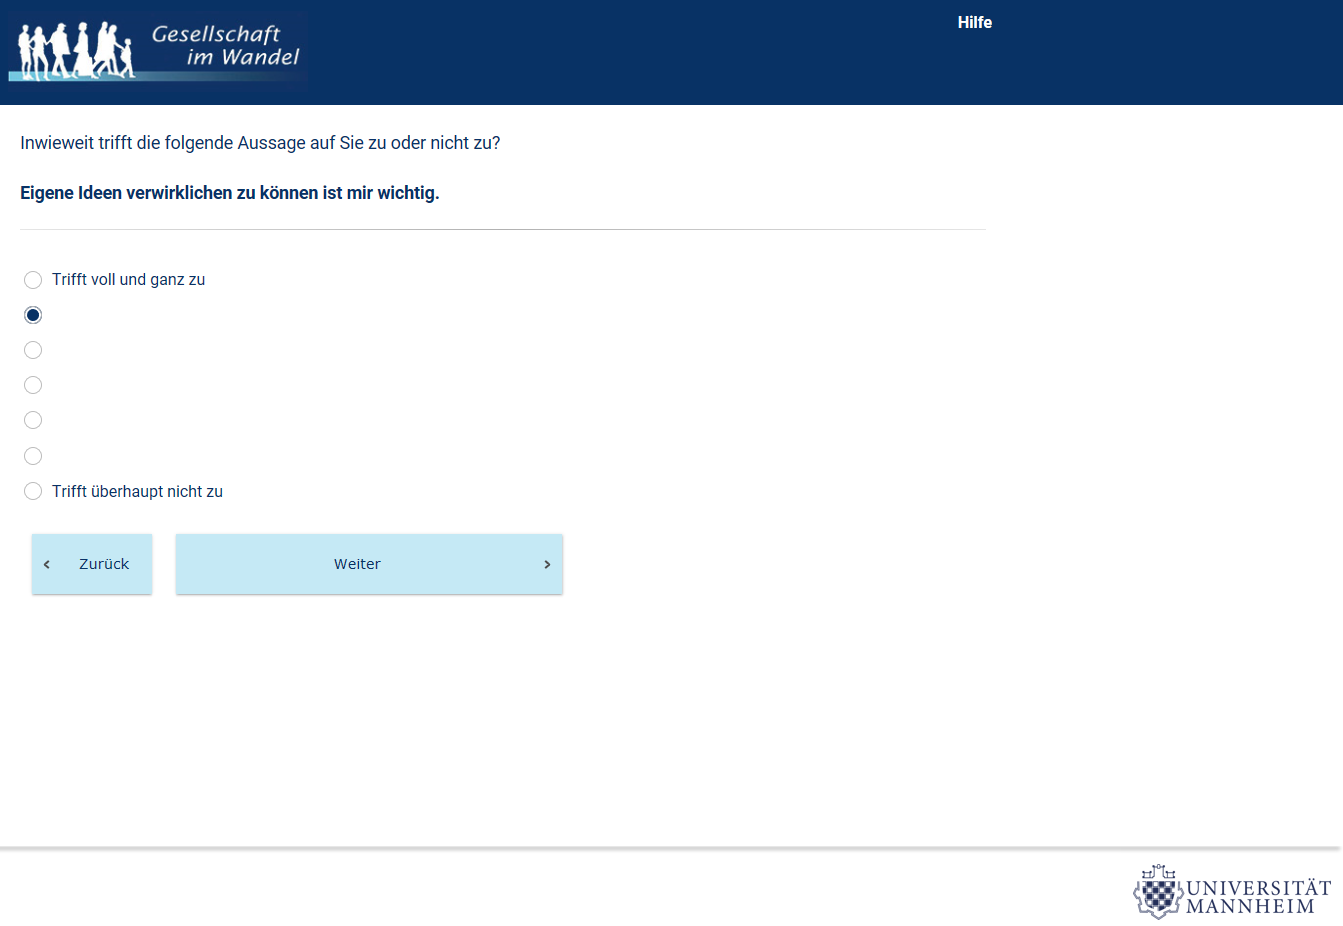 Gesellschaft
im Wandel
Hilfe
Inwieweit trifft die folgende Aussage auf Sie zu oder nicht zu?
Eigene Ideen verwirklichen zu können ist mir wichtig.
Trifft voll und ganz zu
Trifft überhaupt nicht zu
Zurück
Weiter
UNIVERSITÄT
MANNHEIM